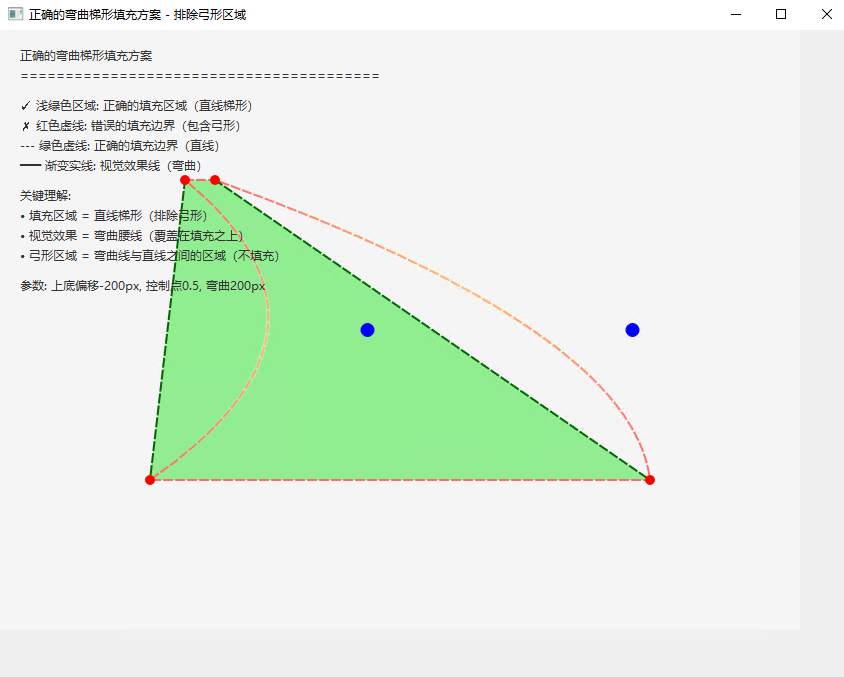 正确的弯曲梯形填充方案 - 排除弓形区域
正确的弯曲梯形填充方案
========================================
✓ 浅绿色区域: 正确的填充区域（直线梯形）
✗ 红色虚线: 错误的填充边界（包含弓形）
--- 绿色虚线: 正确的填充边界（直线）
━━ 渐变实线: 视觉效果线（弯曲）
关键理解:
• 填充区域 = 直线梯形（排除弓形）
• 视觉效果 = 弯曲腰线（覆盖在填充之上）
• 弓形区域 = 弯曲线与直线之间的区域（不填充）
参数: 上底偏移-200px, 控制点0.5, 弯曲200px